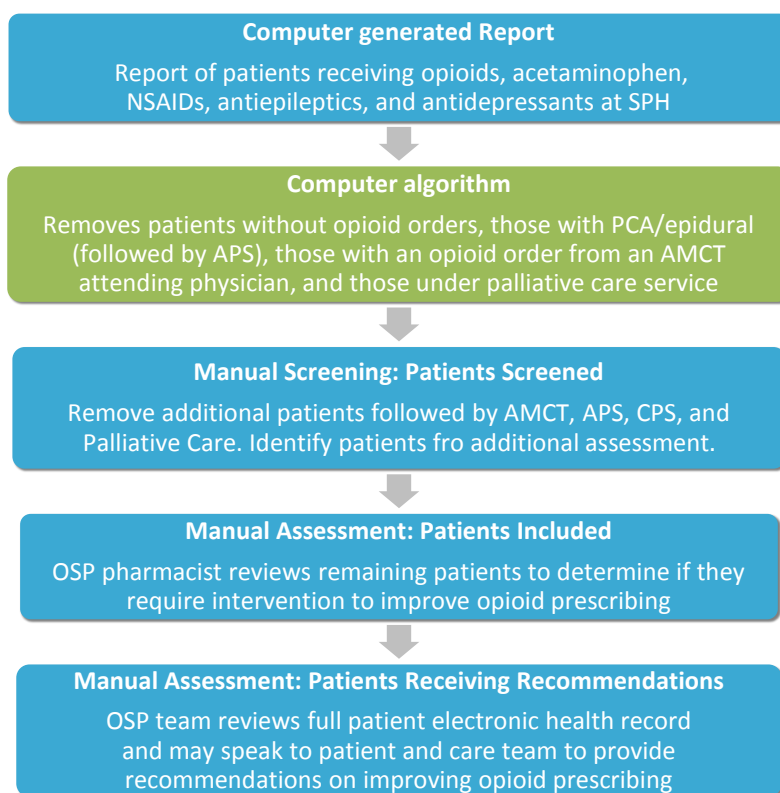 Computer generated Report
Report of patients receiving opioids, acetaminophen,
NSAIDs, antiepileptics, and antidepressants at SPH
Computer algorithm
Removes patients without opioid orders, those with PCA/epidural
(followed by APS), those with an opioid order from an AMCT
attending physician, and those under palliative care service
Manual Screening: Patients Screened
Remove additional patients followed by AMCT, APS, CPS, and
Palliative Care. Identify patients fro additional assessment.
Manual Assessment: Patients Included
OSP pharmacist reviews remaining patients to determine if they
require intervention to improve opioid prescribing
Manual Assessment: Patients Receiving Recommendations
OSP team reviews full patient electronic health record
and may speak to patient and care team to provide
recommendations on improving opioid prescribing